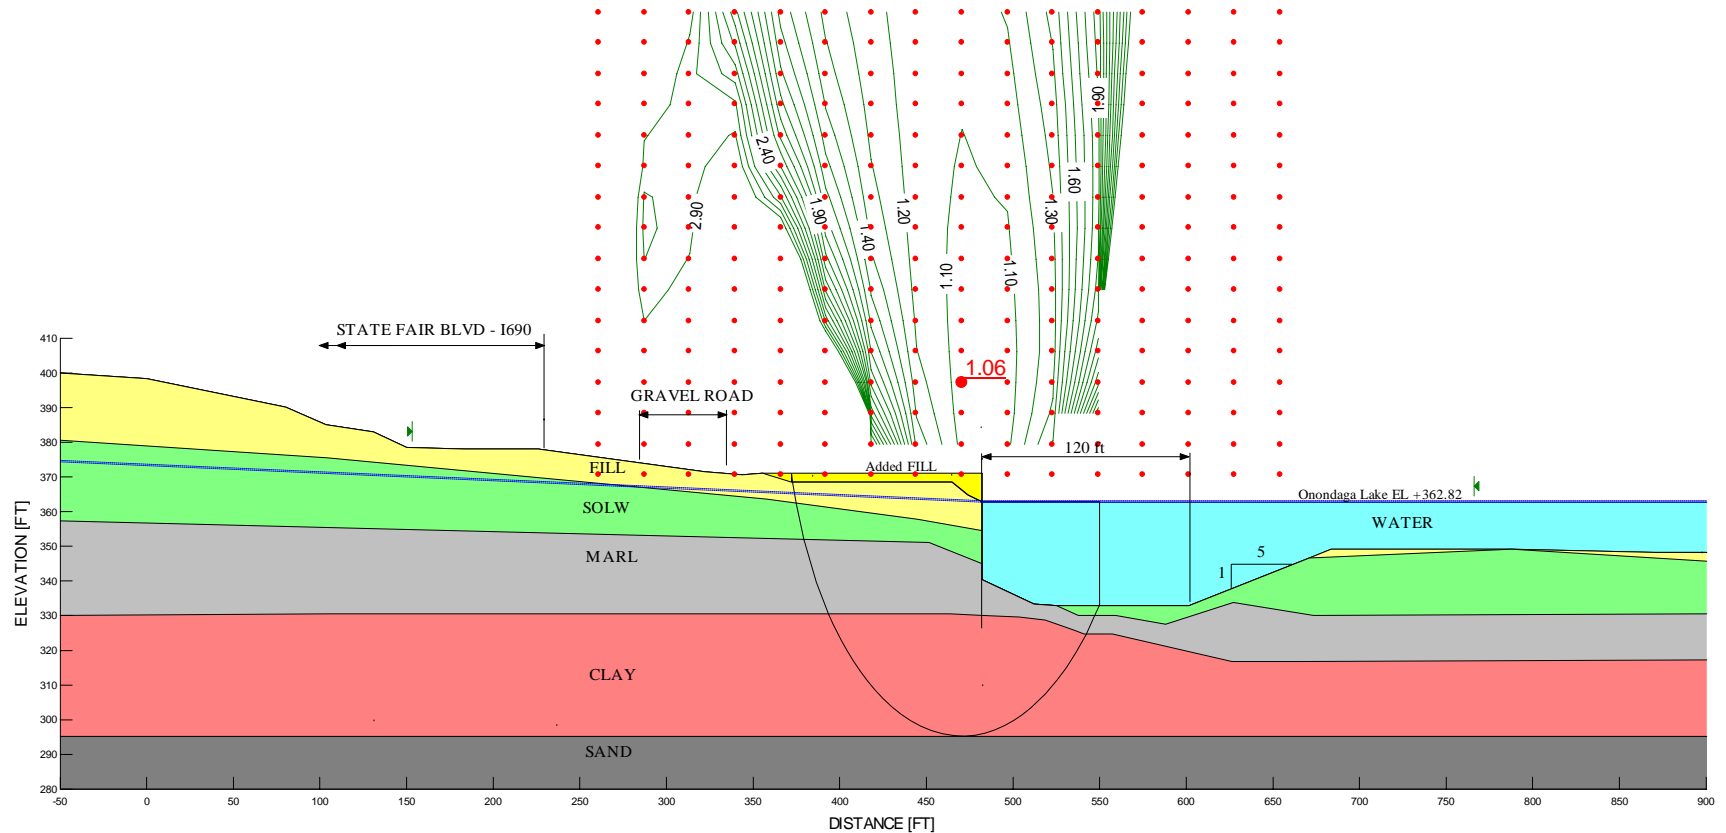 1.90
2.40
1.60
2.90
1.90
1.20
1.30
1.40
1.10
1.10
STATE FAIR BLVD - I690
1.06
GRAVEL ROAD
120 ft
FILL
Added FILL
Onondaga Lake EL +362.82
SOLW
WATER
MARL
5
1
CLAY
SAND
ELEVATION [FT]
410
400
390
380
370
360
350
340
330
320
310
300
290
280
-50 0 50 100 150 200 250 300 350 400 450 500 550 600 650 700 750 800 850 900
DISTANCE [FT]